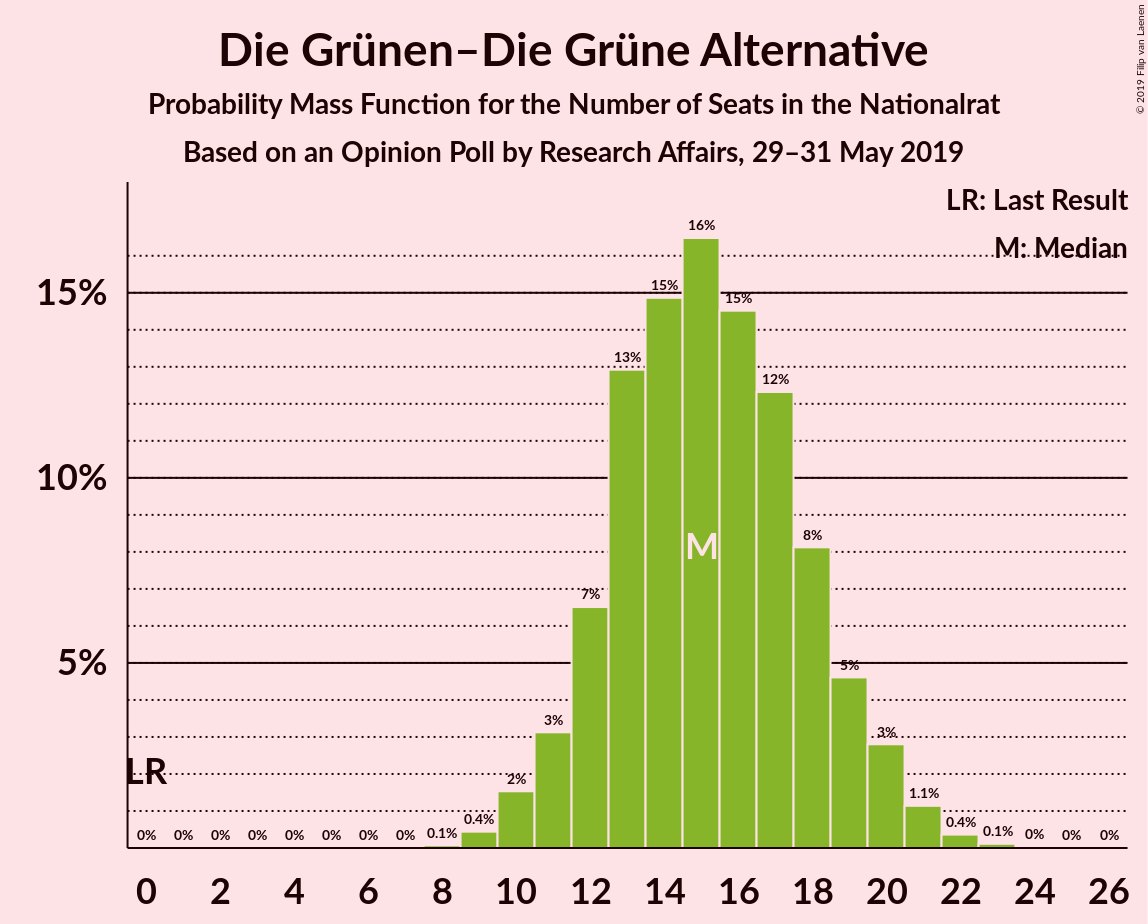 Die Grünen–Die Grüne Alternative
Probability Mass Function for the Number of Seats in the Nationalrat
Based on an Opinion Poll by Research Affairs, 29–31 May 2019
© 2019 Filip van Laenen
LR: Last Result
M: Median
15%
10%
5%
0% 0% 0% 0% 0% 0% 0% 0% 0.1% 0.4% 2% 3% 7% 13% 15% 16% 15% 12% 8% 5% 3% 1.1% 0.4% 0.1% 0% 0% 0%
M
LR
0 2 4 6 8 10 12 14 16 18 20 22 24 26